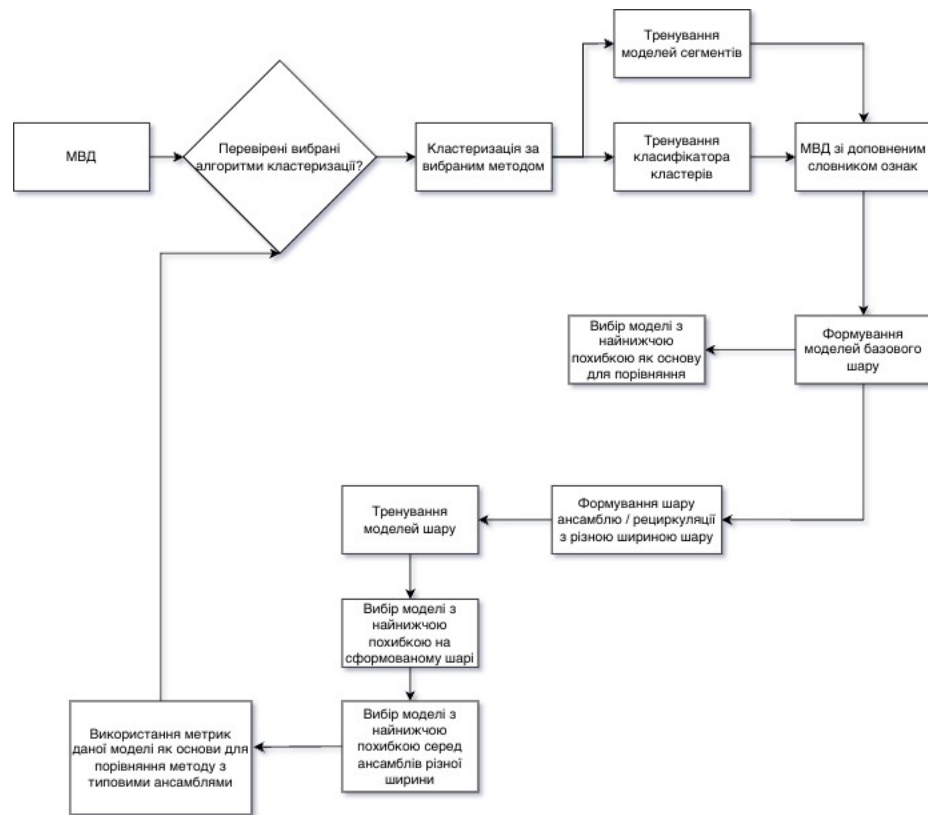 Тренування
моделей сегментів
МВД
Перевірені вибрані
алгоритми кластеризації?
Кластеризація за
вибраним методом
Тренування
класифікатора
кластерів
МВД зі доповненим
словником ознак
Вибір моделі з
найнижчою
похибкою як основу
для порівняння
Формування
моделей базового
шару
Тренування
моделей шару
Формування шару
ансамблю / рециркуляції
з різною шириною шару
Вибір моделі з
найнижчою
похибкою на
сформованому шарі
Вибір моделі з
найнижчою
похибкою серед
ансамблів різної
ширини
Використання метрик
даної моделі як основи для
порівняння методу з
типовими ансамблями